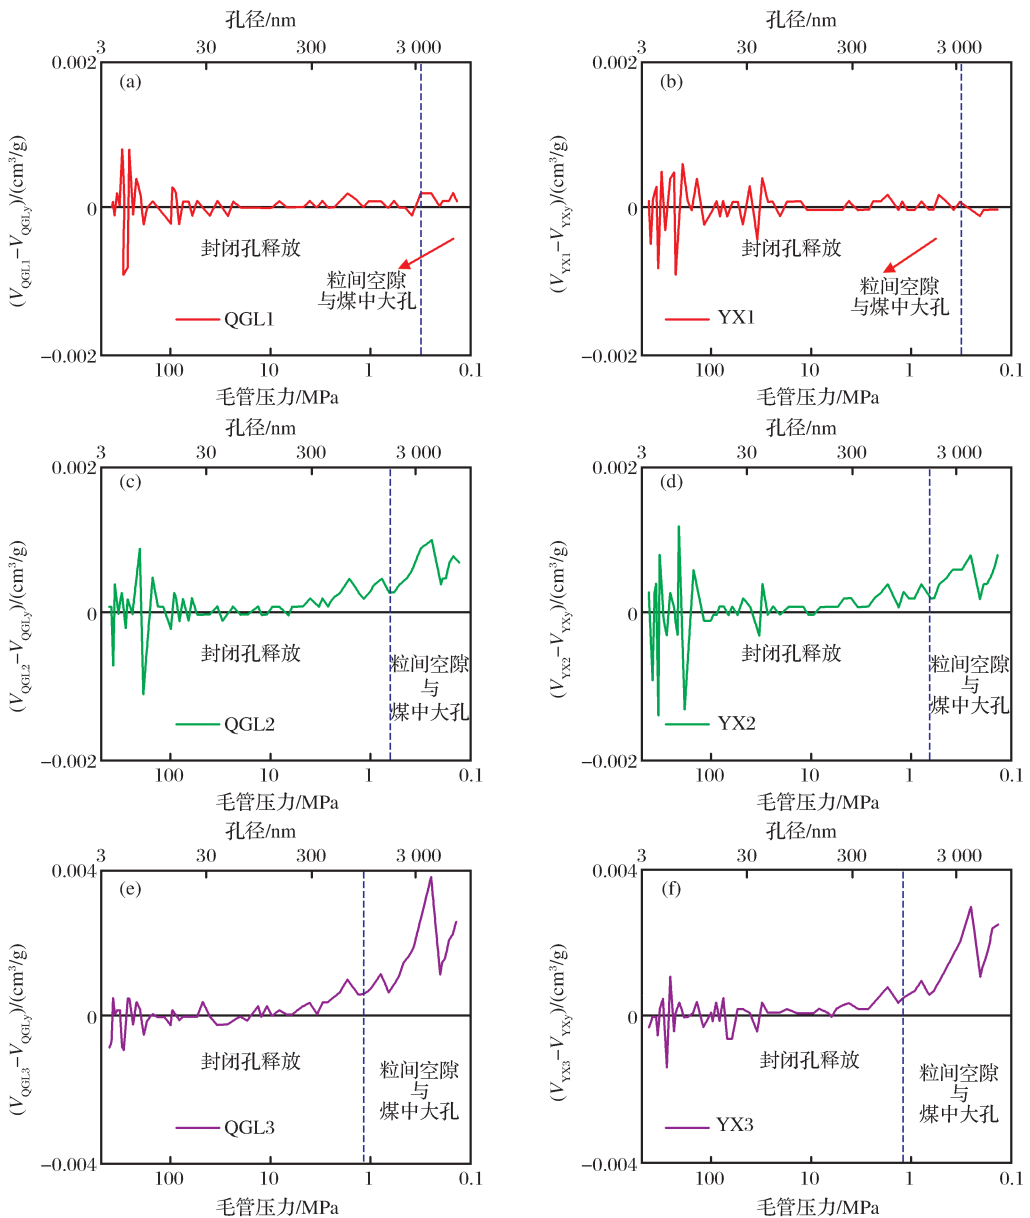 孔径/nm
3 30 300 3 000
0.002
(a)
(V_QGL1−V_QGLy)/(cm³/g)
0
封闭孔释放
粒间空隙
与煤中大孔
QGL1
−0.002
100 10 1 0.1
毛管压力/MPa
孔径/nm
3 30 300 3 000
0.002
(b)
(V_YX1−V_YXy)/(cm³/g)
0
封闭孔释放
粒间空隙
与煤中大孔
YX1
−0.002
100 10 1 0.1
毛管压力/MPa
孔径/nm
3 30 300 3 000
0.002
(c)
(V_QGL2−V_QGLy)/(cm³/g)
0
封闭孔释放
粒间空隙
与
煤中大孔
QGL2
−0.002
100 10 1 0.1
毛管压力/MPa
孔径/nm
3 30 300 3 000
0.002
(d)
(V_YX2−V_YXy)/(cm³/g)
0
封闭孔释放
粒间空隙
与
煤中大孔
YX2
−0.002
100 10 1 0.1
毛管压力/MPa
孔径/nm
3 30 300 3 000
0.004
(e)
(V_QGL3−V_QGLy)/(cm³/g)
0
封闭孔释放
粒间空隙
与
煤中大孔
QGL3
−0.004
100 10 1 0.1
毛管压力/MPa
孔径/nm
3 30 300 3 000
0.004
(f)
(V_YX3−V_YXy)/(cm³/g)
0
封闭孔释放
粒间空隙
与
煤中大孔
YX3
−0.004
100 10 1 0.1
毛管压力/MPa